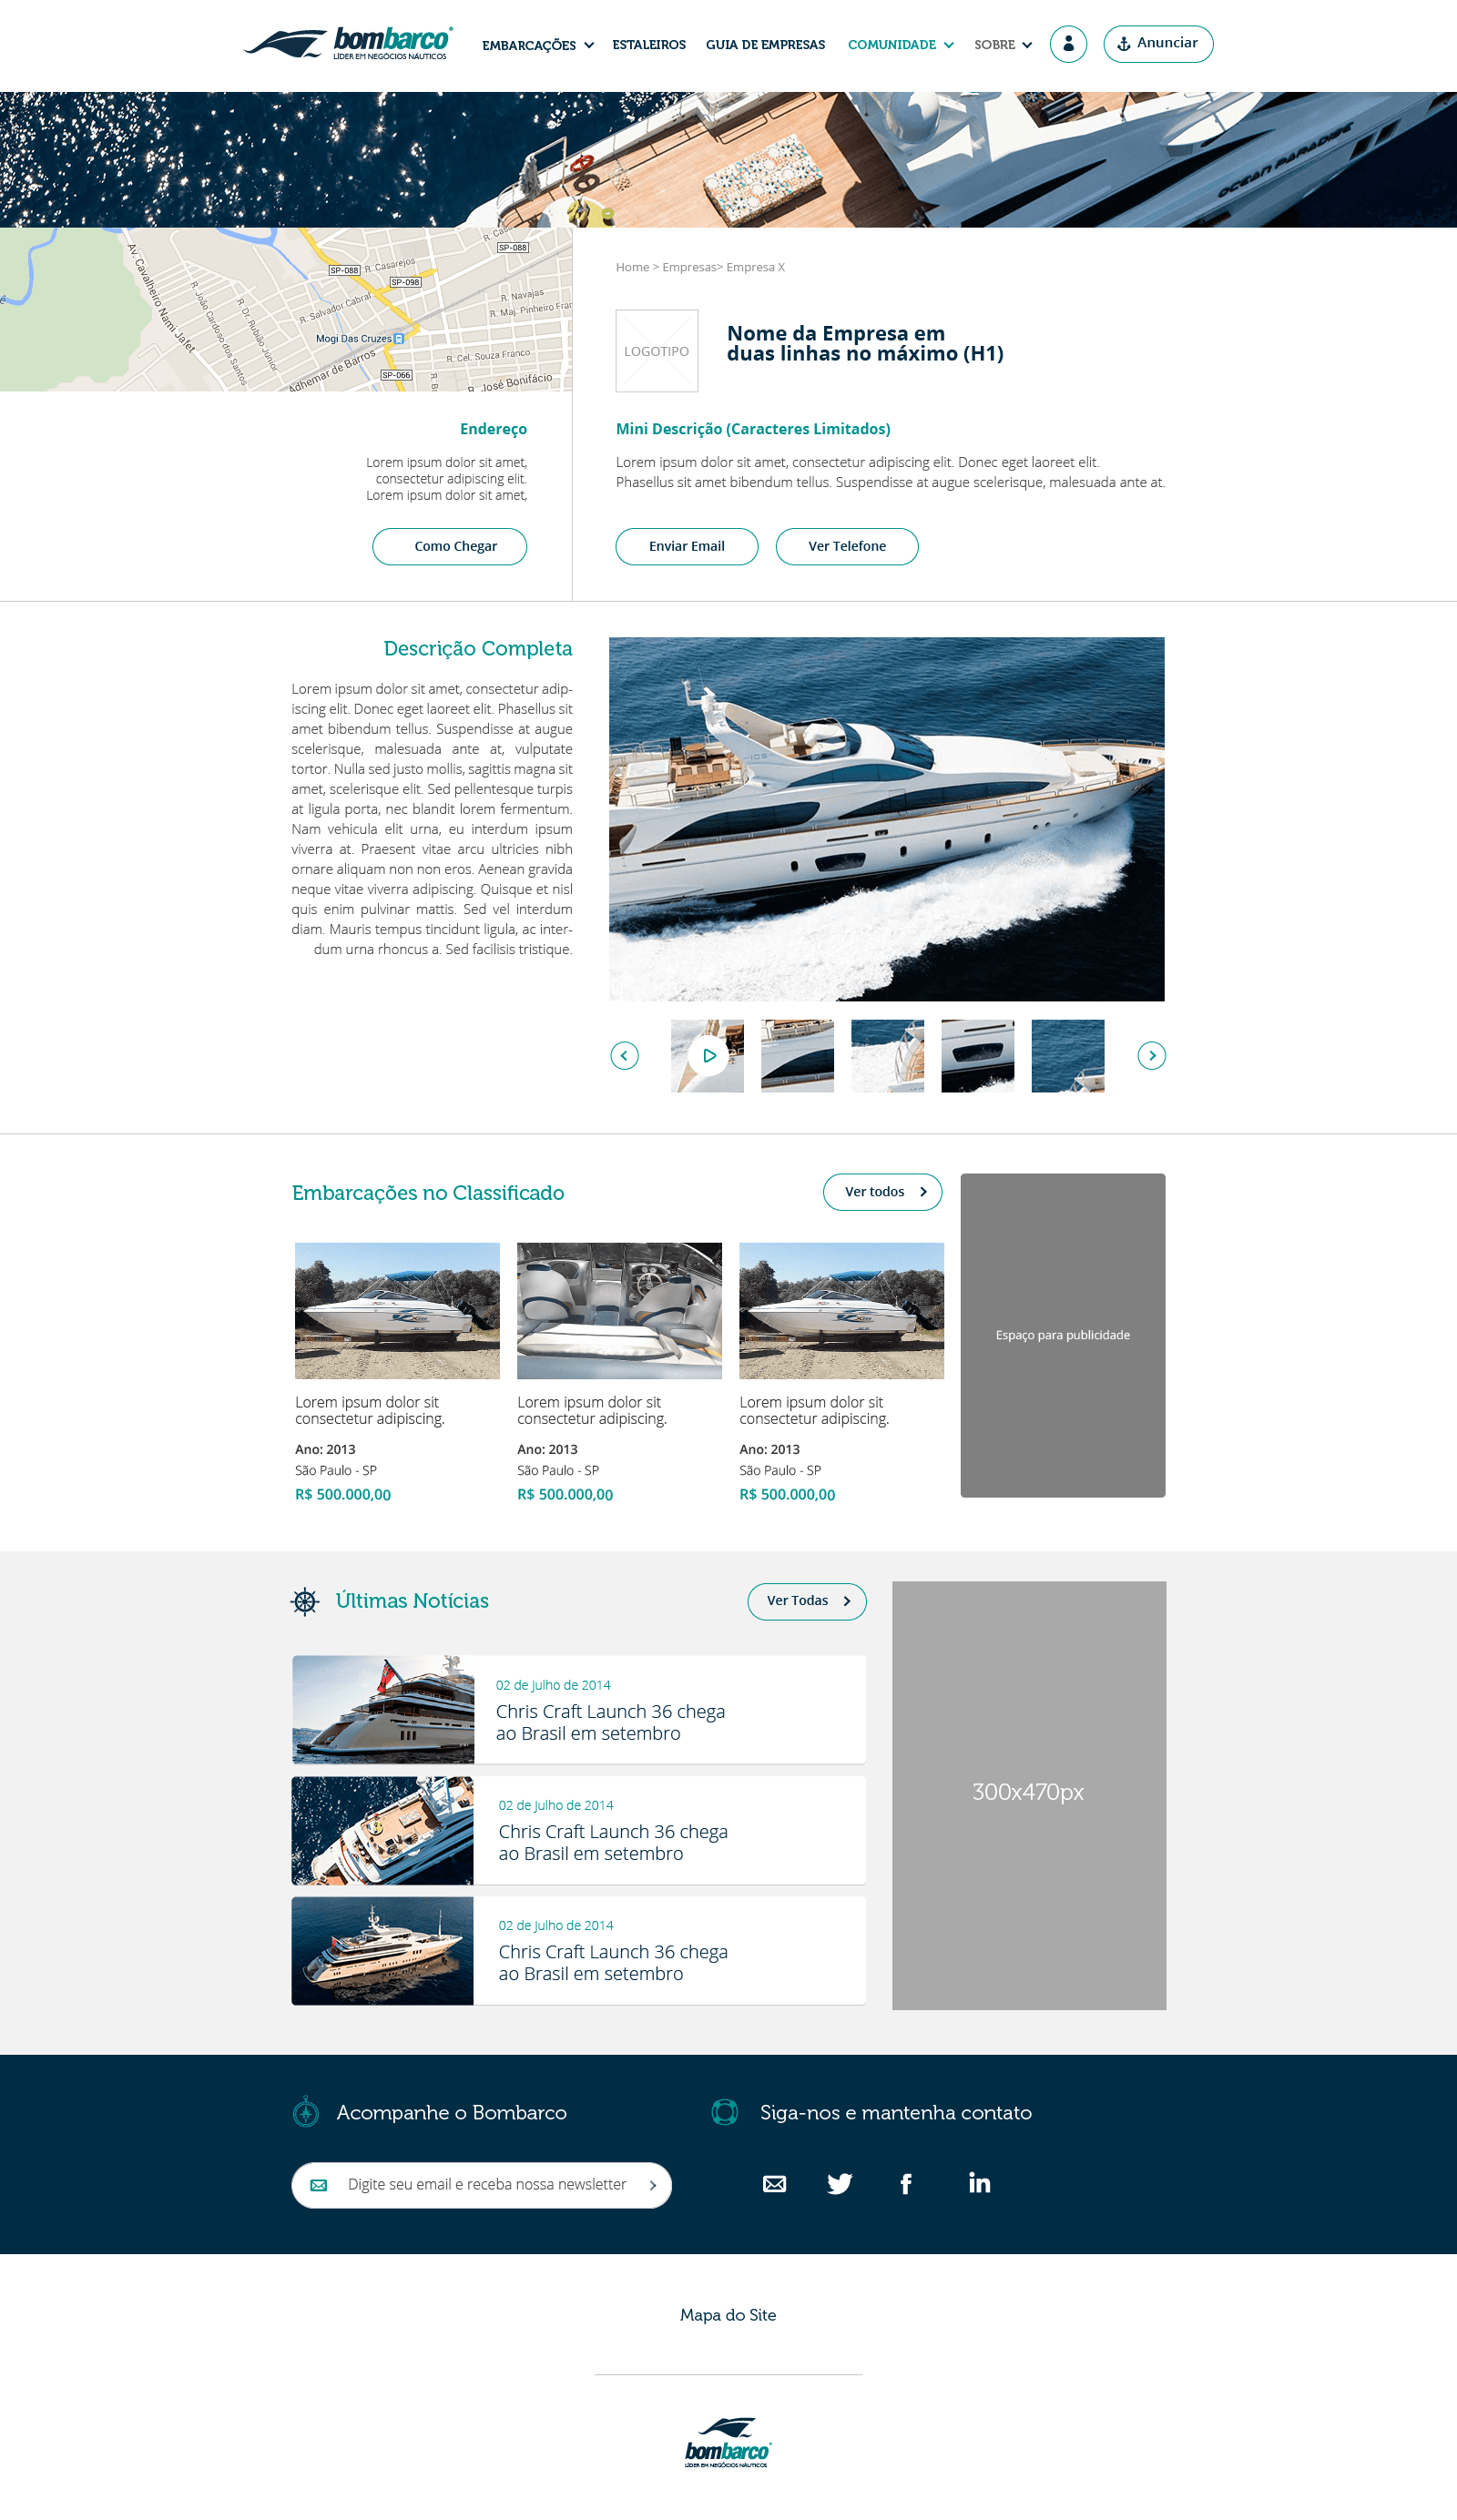 bombarco
LÍDER EM NEGÓCIOS NÁUTICOS
EMBARCAÇÕES
ESTALEIROS
GUIA DE EMPRESAS
COMUNIDADE
SOBRE
Anunciar
OCEAN PARADISE
SP-088
SP-088
SP-098
Av. Cavalheiro Nami Jafet
R. Casarejos
R. João Cardoso dos Santos
R. Dr. Rubião Júnior
R. Salvador Cabral
R. Navajas
R. Maj. Pinheiro Fran
Mogi Das Cruzes
R. Cel. Souza Franco
Adhemar de Barros
SP-066
R. José Bonifácio
Home > Empresas> Empresa X
LOGOTIPO
Nome da Empresa em
duas linhas no máximo (H1)
Endereço
Lorem ipsum dolor sit amet,
consectetur adipiscing elit.
Lorem ipsum dolor sit amet,
Como Chegar
Mini Descrição (Caracteres Limitados)
Lorem ipsum dolor sit amet, consectetur adipiscing elit. Donec eget laoreet elit.
Phasellus sit amet bibendum tellus. Suspendisse at augue scelerisque, malesuada ante at.
Enviar Email
Ver Telefone
Descrição Completa
Lorem ipsum dolor sit amet, consectetur adip-
iscing elit. Donec eget laoreet elit. Phasellus sit
amet bibendum tellus. Suspendisse at augue
scelerisque, malesuada ante at, vulputate
tortor. Nulla sed justo mollis, sagittis magna sit
amet, scelerisque elit. Sed pellentesque turpis
at ligula porta, nec blandit lorem fermentum.
Nam vehicula elit urna, eu interdum ipsum
viverra at. Praesent vitae arcu ultricies nibh
ornare aliquam non non eros. Aenean gravida
neque vitae viverra adipiscing. Quisque et nisl
quis enim pulvinar mattis. Sed vel interdum
diam. Mauris tempus tincidunt ligula, ac inter-
dum urna rhoncus a. Sed facilisis tristique.
Embarcações no Classificado
Ver todos
Espaço para publicidade
Lorem ipsum dolor sit
consectetur adipiscing.
Ano: 2013
São Paulo - SP
R$ 500.000,00
Lorem ipsum dolor sit
consectetur adipiscing.
Ano: 2013
São Paulo - SP
R$ 500.000,00
Lorem ipsum dolor sit
consectetur adipiscing.
Ano: 2013
São Paulo - SP
R$ 500.000,00
Últimas Notícias
Ver Todas
02 de Julho de 2014
Chris Craft Launch 36 chega
ao Brasil em setembro
02 de Julho de 2014
Chris Craft Launch 36 chega
ao Brasil em setembro
02 de Julho de 2014
Chris Craft Launch 36 chega
ao Brasil em setembro
300x470px
Acompanhe o Bombarco
Digite seu email e receba nossa newsletter
Siga-nos e mantenha contato
Mapa do Site
bombarco
LÍDER EM NEGÓCIOS NÁUTICOS